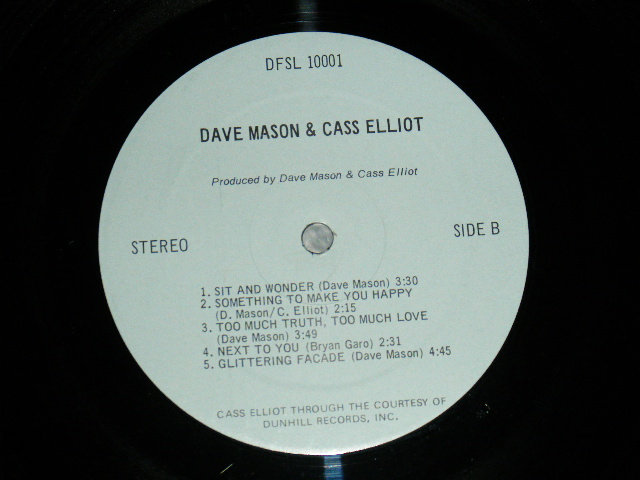 DFSL 10001
DAVE MASON & CASS ELLIOT
Produced by Dave Mason & Cass Elliot
STEREO
SIDE B
1. SIT AND WONDER (Dave Mason) 3:30
2. SOMETHING TO MAKE YOU HAPPY
(D. Mason/C. Elliot) 2:15
3. TOO MUCH TRUTH, TOO MUCH LOVE
(Dave Mason) 3:49
4. NEXT TO YOU (Bryan Garo) 2:31
5. GLITTERING FACADE (Dave Mason) 4:45
CASS ELLIOT THROUGH THE COURTESY OF
DUNHILL RECORDS, INC.